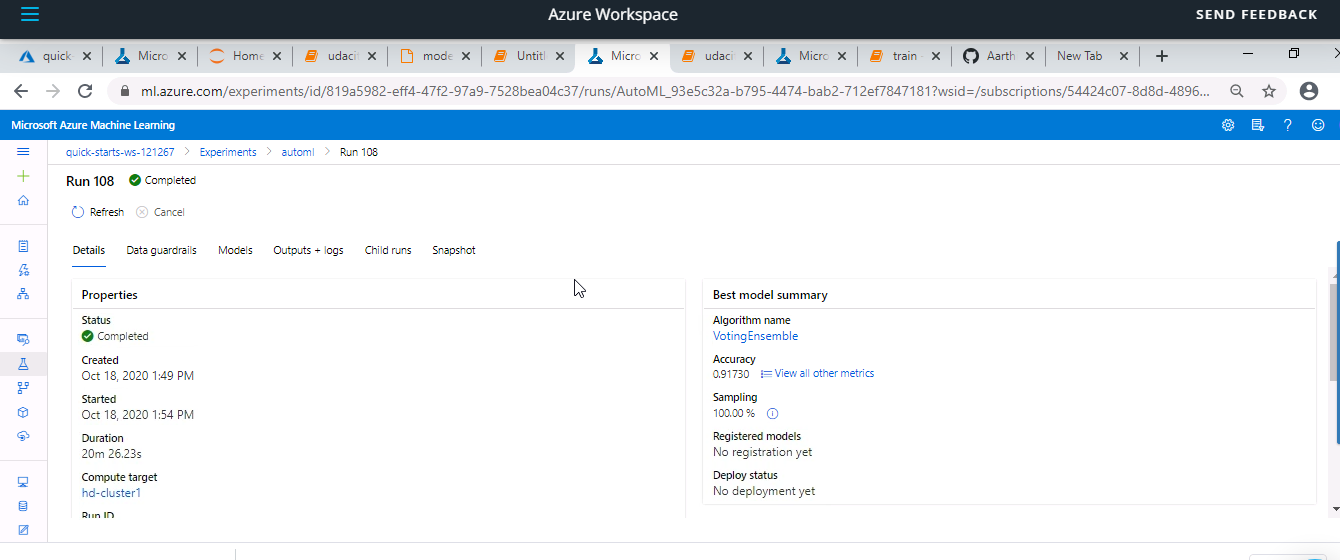 Azure Workspace
SEND FEEDBACK
quick-
Micro
Home
udacit
mode
Untitl
Micro
udaci
Micro
train
Aarth
New Tab
ml.azure.com/experiments/id/819a5982-eff4-47f2-97a9-7528bea04c37/runs/AutoML_93e5c32a-b795-4474-bab2-712ef7847181?wsid=/subscriptions/54424c07-8d8d-4896...
Microsoft Azure Machine Learning
quick-starts-ws-121267 > Experiments > automl > Run 108
Run 108 Completed
Refresh Cancel
Details Data guardrails Models Outputs + logs Child runs Snapshot
Properties
Status
Completed
Created
Oct 18, 2020 1:49 PM
Started
Oct 18, 2020 1:54 PM
Duration
20m 26.23s
Compute target
hd-cluster1
Run ID
Best model summary
Algorithm name
VotingEnsemble
Accuracy
0.91730 View all other metrics
Sampling
100.00 %
Registered models
No registration yet
Deploy status
No deployment yet